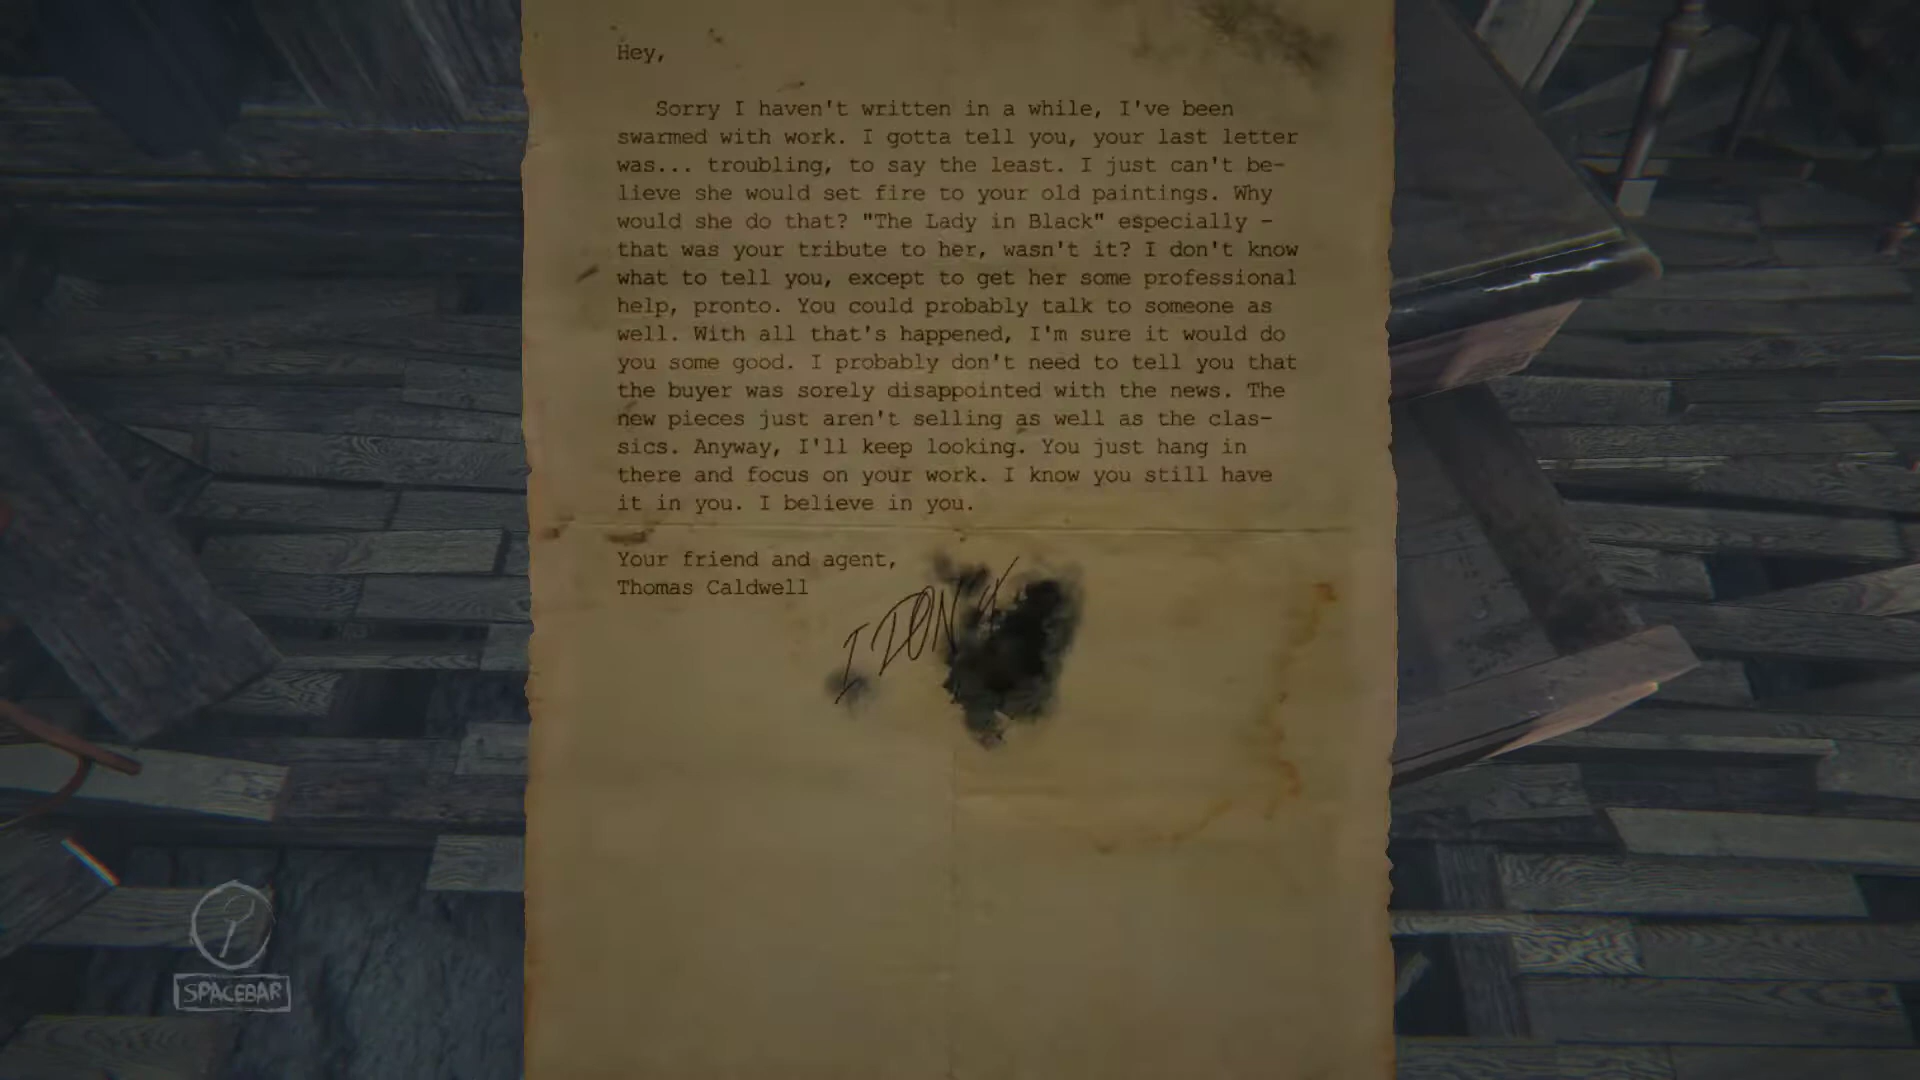 Hey,
Sorry I haven't written in a while, I've been
swarmed with work. I gotta tell you, your last letter
was... troubling, to say the least. I just can't be-
lieve she would set fire to your old paintings. Why
would she do that? "The Lady in Black" especially -
that was your tribute to her, wasn't it? I don't know
what to tell you, except to get her some professional
help, pronto. You could probably talk to someone as
well. With all that's happened, I'm sure it would do
you some good. I probably don't need to tell you that
the buyer was sorely disappointed with the news. The
new pieces just aren't selling as well as the clas-
sics. Anyway, I'll keep looking. You just hang in
there and focus on your work. I know you still have
it in you. I believe in you.
Your friend and agent,
Thomas Caldwell
I DON'T
SPACEBAR